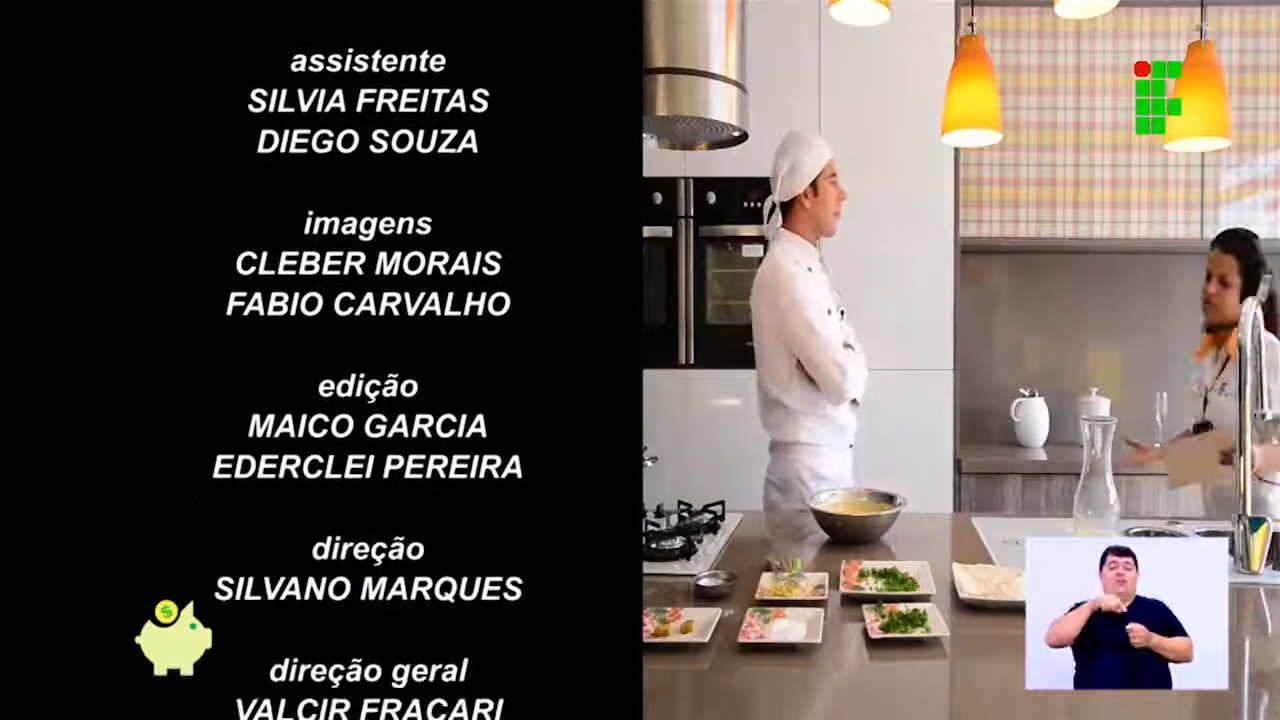 assistente
SILVIA FREITAS
DIEGO SOUZA
imagens
CLEBER MORAIS
FABIO CARVALHO
edição
MAICO GARCIA
EDERCLEI PEREIRA
direção
SILVANO MARQUES
direção geral
VALCIR FRACARI